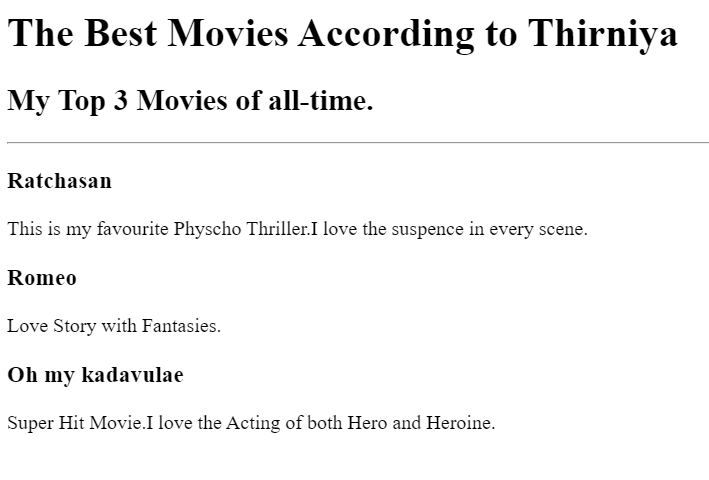 The Best Movies According to Thirniya
My Top 3 Movies of all-time.
Ratchasan
This is my favourite Physcho Thriller.I love the suspence in every scene.
Romeo
Love Story with Fantasies.
Oh my kadavulae
Super Hit Movie.I love the Acting of both Hero and Heroine.